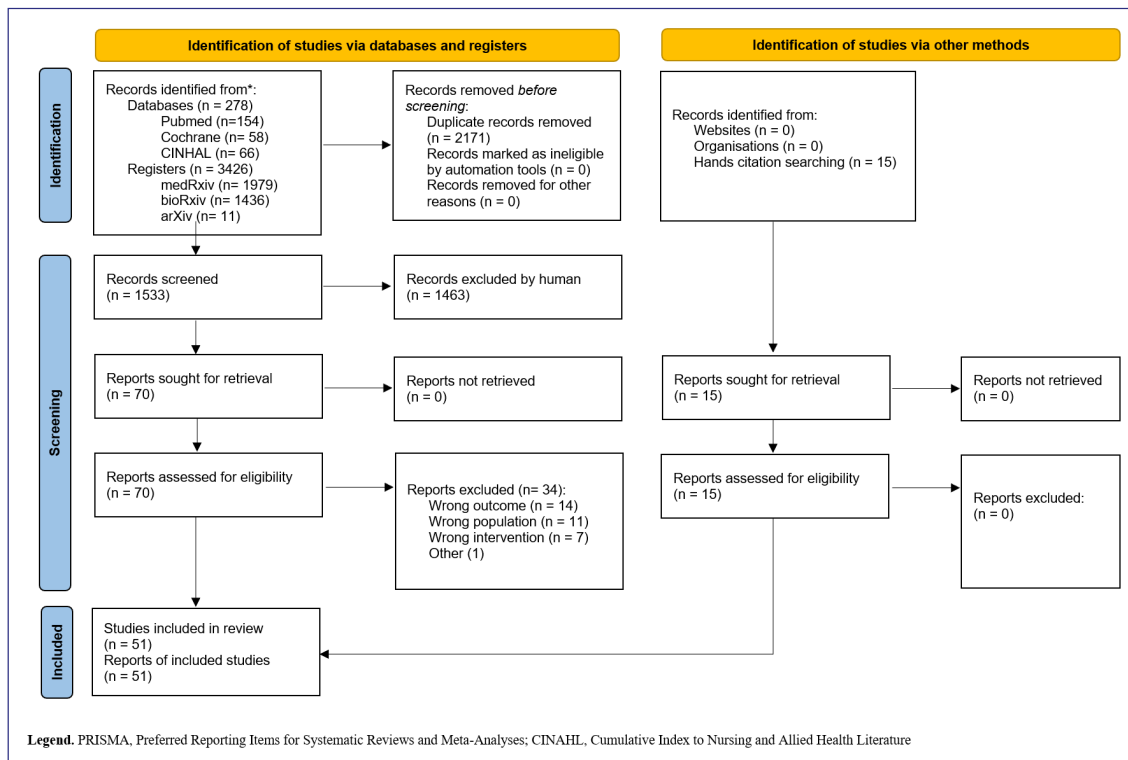 Identification of studies via databases and registers
Identification of studies via other methods
Identification
Records identified from*:
Databases (n = 278)
Pubmed (n=154)
Cochrane (n= 58)
CINHAL (n= 66)
Registers (n = 3426)
medRxiv (n= 1979)
bioRxiv (n= 1436)
arXiv (n= 11)
Records removed before
screening:
Duplicate records removed
(n = 2171)
Records marked as ineligible
by automation tools (n = 0)
Records removed for other
reasons (n = 0)
Records identified from:
Websites (n = 0)
Organisations (n = 0)
Hands citation searching (n = 15)
Screening
Records screened
(n = 1533)
Records excluded by human
(n = 1463)
Reports sought for retrieval
(n = 70)
Reports not retrieved
(n = 0)
Reports sought for retrieval
(n = 15)
Reports not retrieved
(n = 0)
Reports assessed for eligibility
(n = 70)
Reports excluded (n= 34):
Wrong outcome (n = 14)
Wrong population (n = 11)
Wrong intervention (n = 7)
Other (1)
Reports assessed for eligibility
(n = 15)
Reports excluded:
(n = 0)
Included
Studies included in review
(n = 51)
Reports of included studies
(n = 51)
Legend. PRISMA, Preferred Reporting Items for Systematic Reviews and Meta-Analyses; CINAHL, Cumulative Index to Nursing and Allied Health Literature